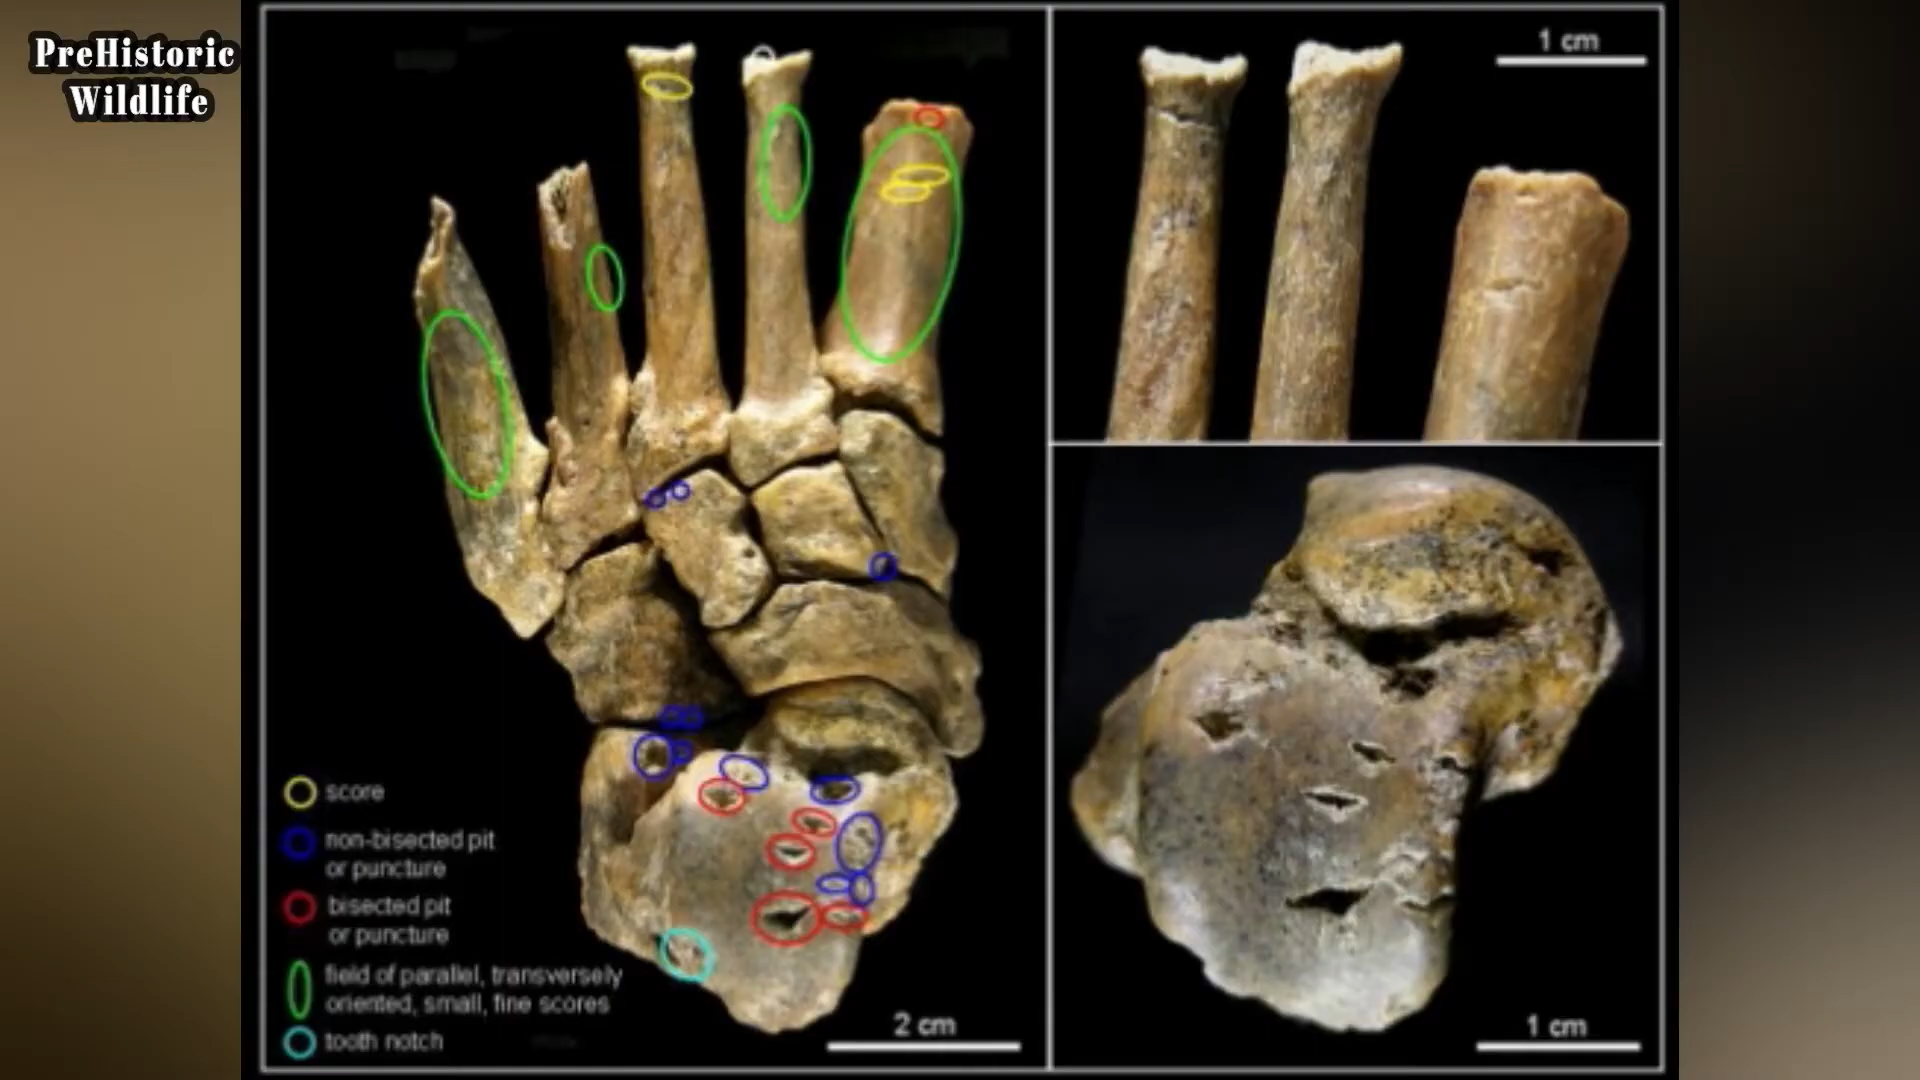 PreHistoric
Wildlife
1 cm
score
non-bisected pit
or puncture
bisected pit
or puncture
field of parallel, transversely
oriented, small, fine scores
tooth notch
2 cm
1 cm